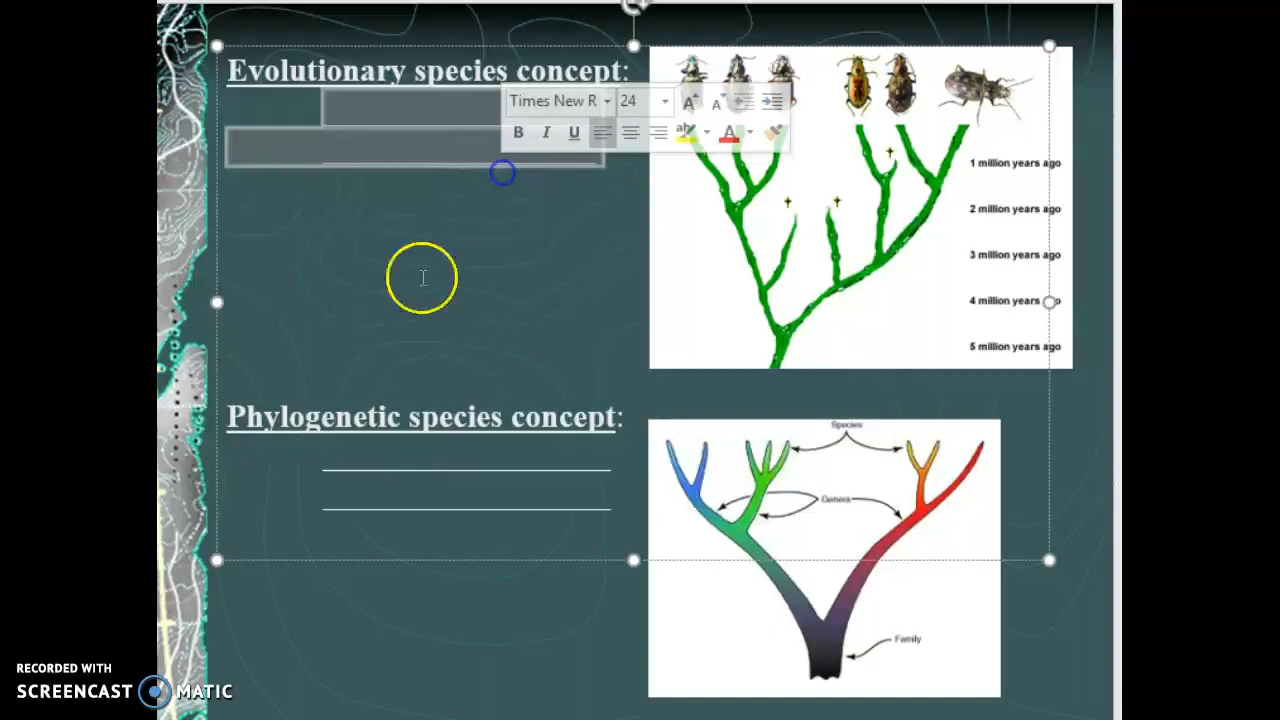 Evolutionary species concept:
Times New R 24
B I U
1 million years ago
2 million years ago
3 million years ago
4 million years
5 million years ago
Phylogenetic species concept:
Species
Genera
Family
RECORDED WITH
SCREENCAST MATIC